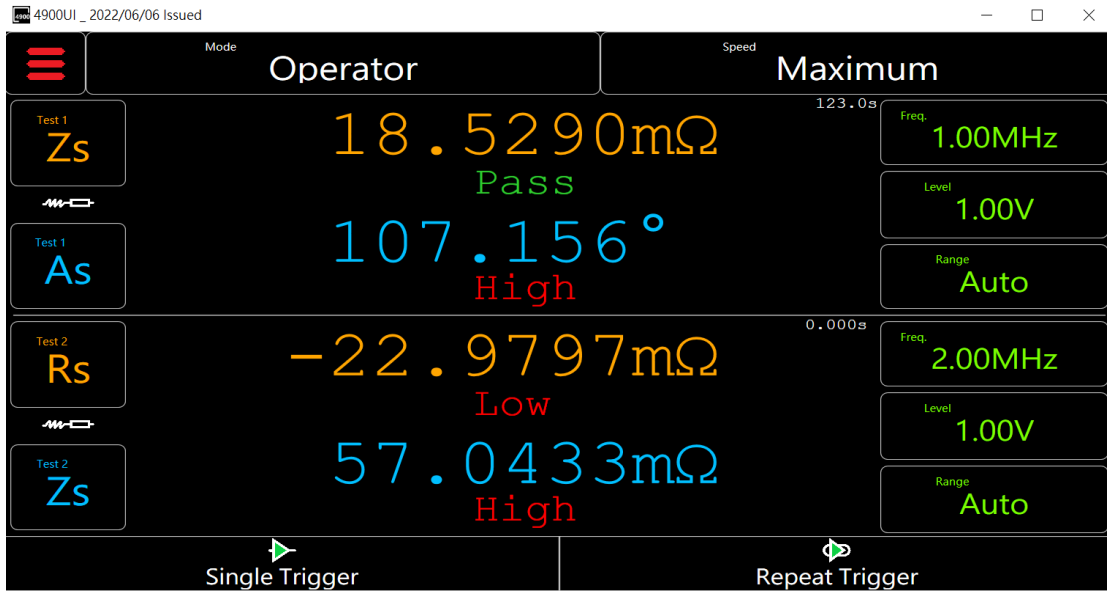 4900 4900UI _ 2022/06/06 Issued
Mode
Operator
Speed
Maximum
Test 1
Zs
18.5290mΩ
Pass
123.0s
Freq.
1.00MHz
Level
1.00V
Test 1
As
107.156°
High
Range
Auto
Test 2
Rs
-22.9797mΩ
Low
0.000s
Freq.
2.00MHz
Level
1.00V
Test 2
Zs
57.0433mΩ
High
Range
Auto
Single Trigger
Repeat Trigger